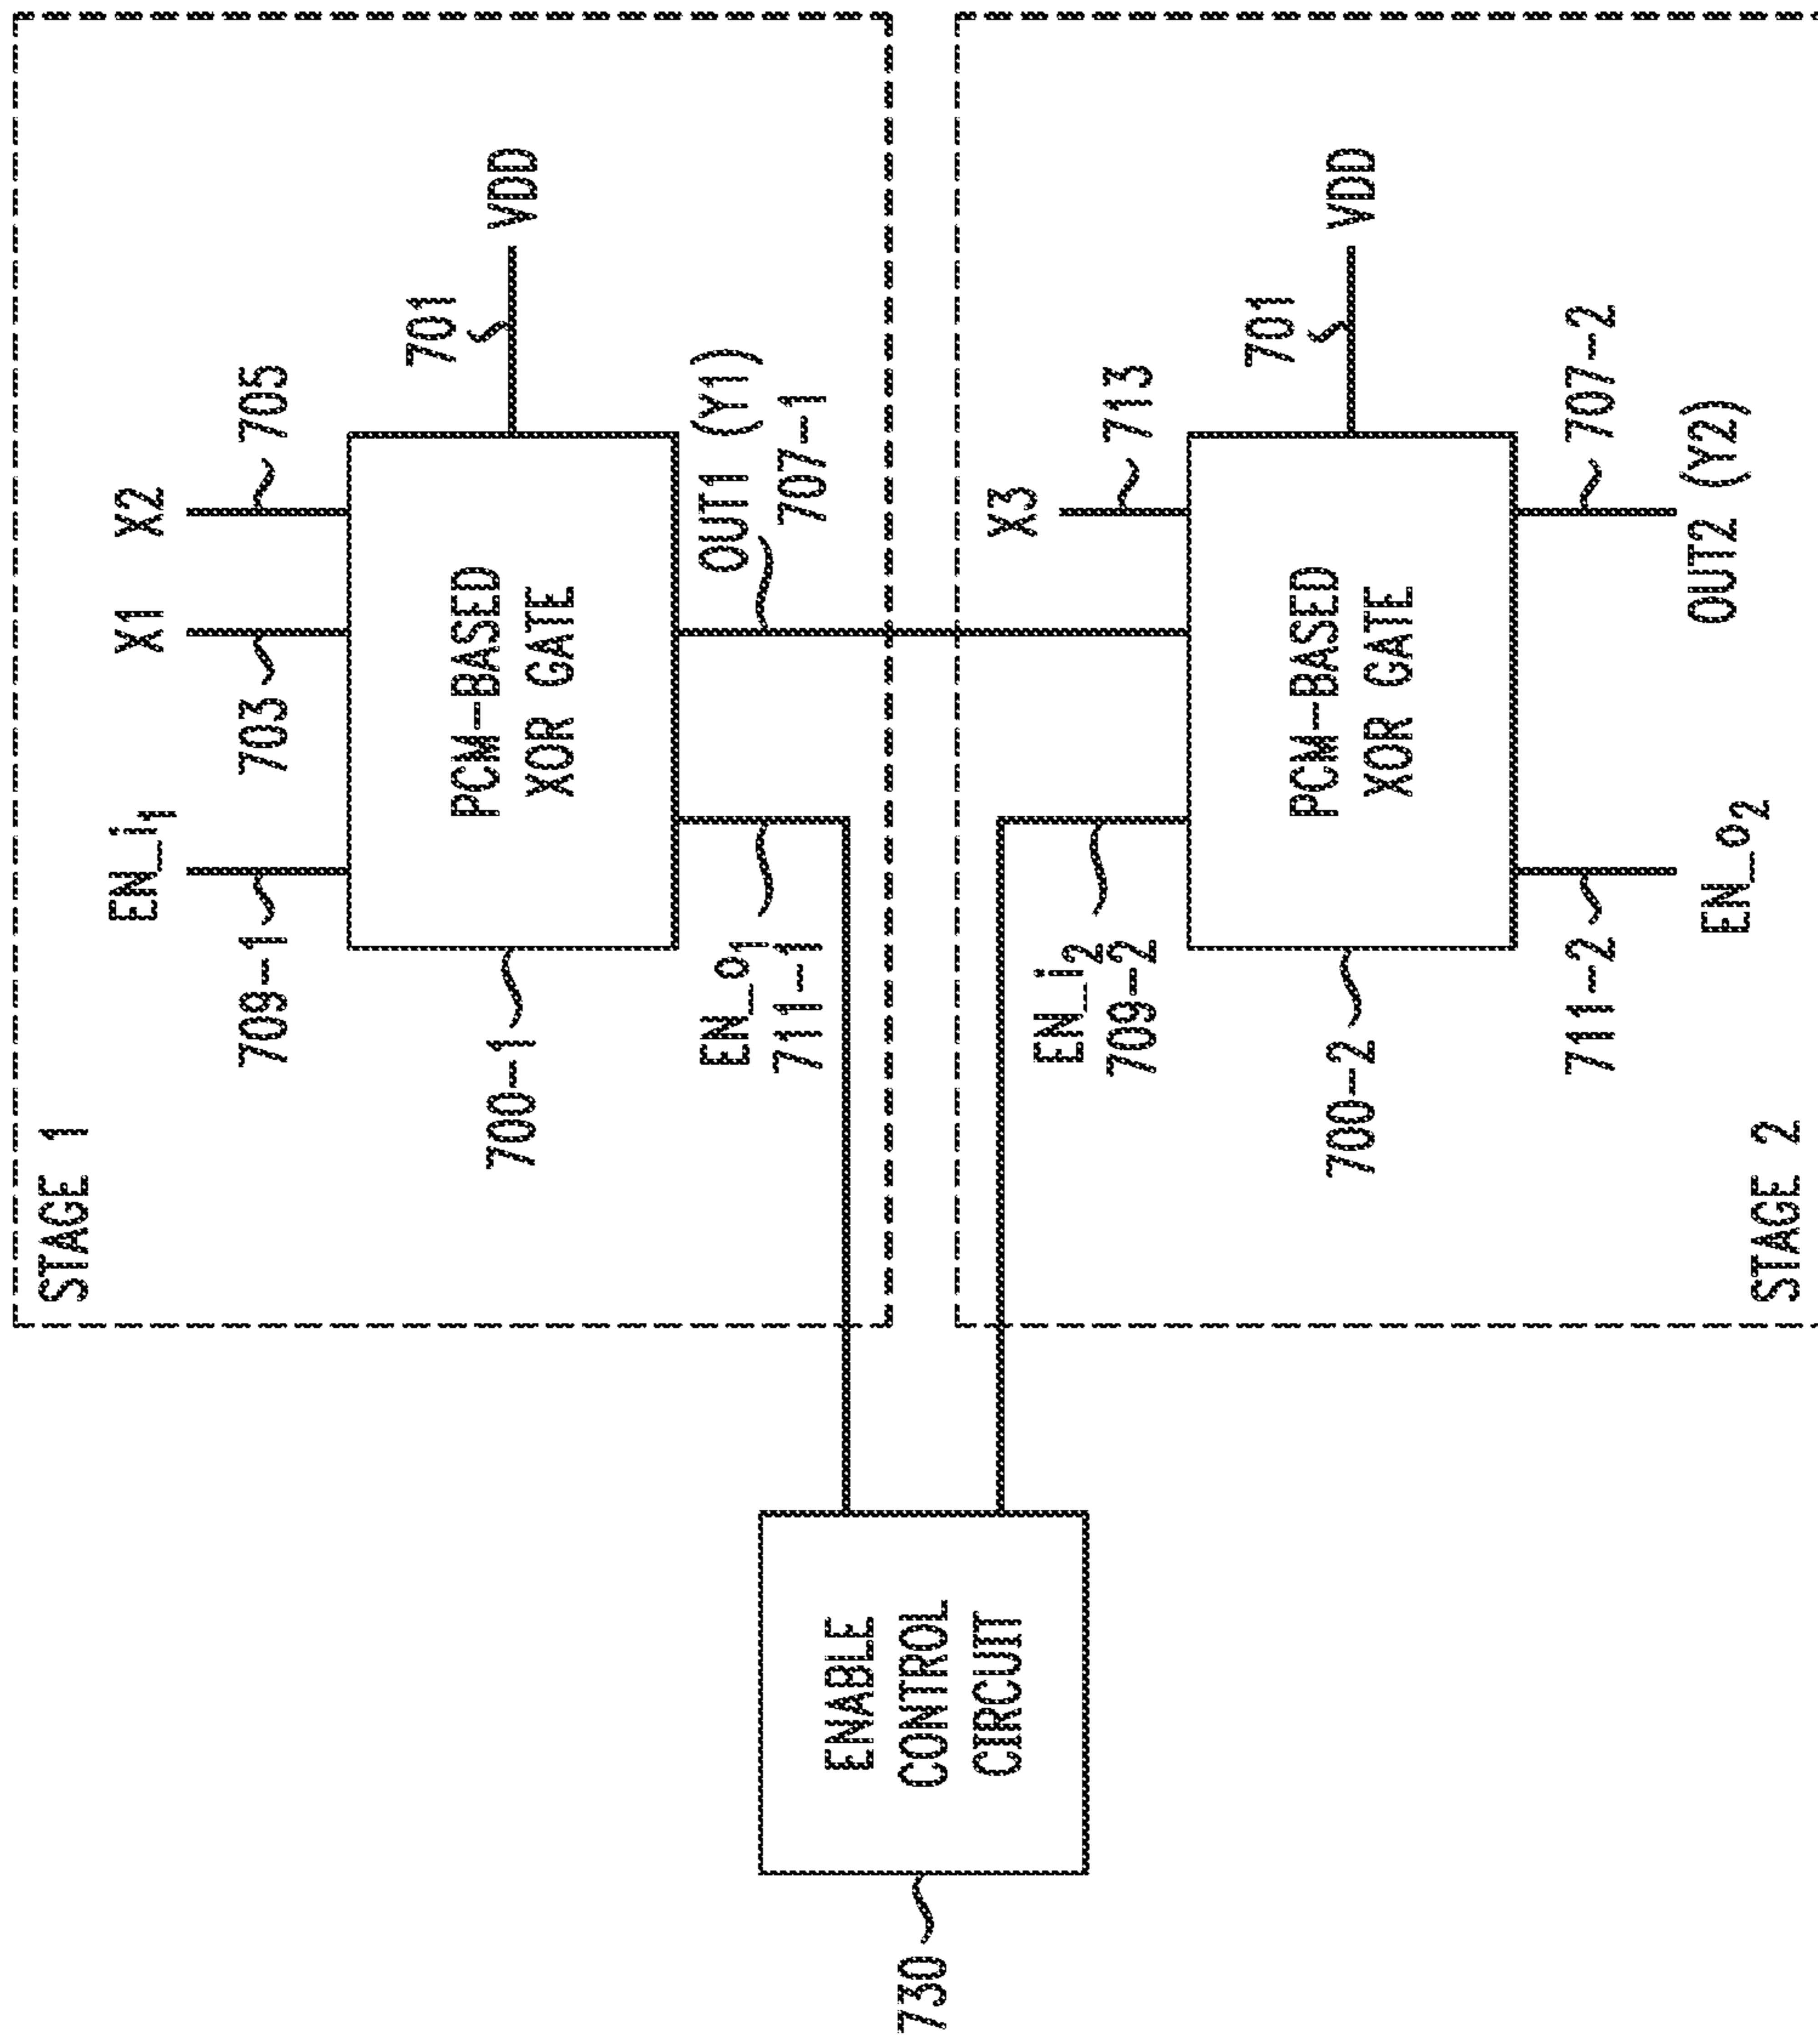 STAGE 1
EN_i1
X1
X2
709-1
703
705
700-1
PCM-BASED
XOR GATE
701
VDD
EN_o1
711-1
OUT1 (Y1)
707-1
730
ENABLE
CONTROL
CIRCUIT
EN_i2
709-2
X3
713
700-2
PCM-BASED
XOR GATE
701
VDD
711-2
707-2
EN_o2
OUT2 (Y2)
STAGE 2